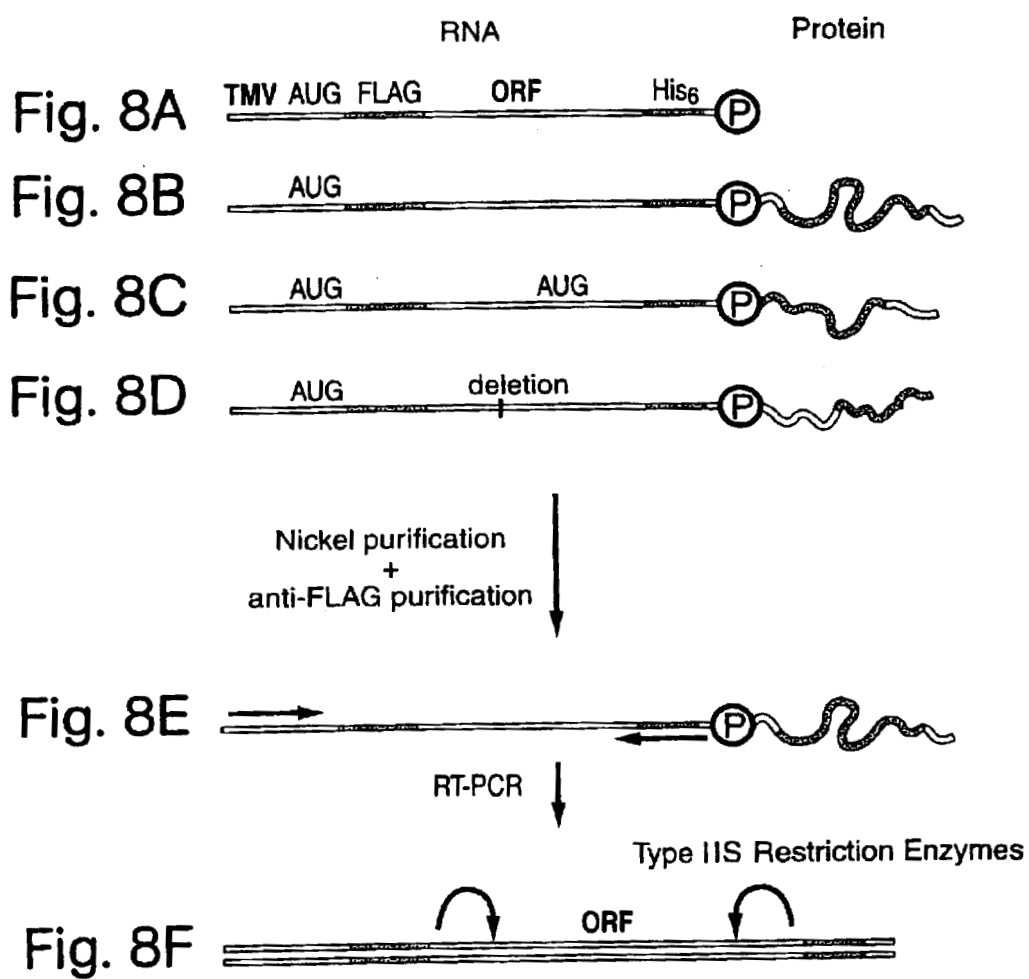 RNA Protein
Fig. 8A TMV AUG FLAG ORF His6 P
Fig. 8B AUG P
Fig. 8C AUG AUG P
Fig. 8D AUG deletion P
Nickel purification
+
anti-FLAG purification
Fig. 8E P
RT-PCR
Type IIS Restriction Enzymes
Fig. 8F ORF